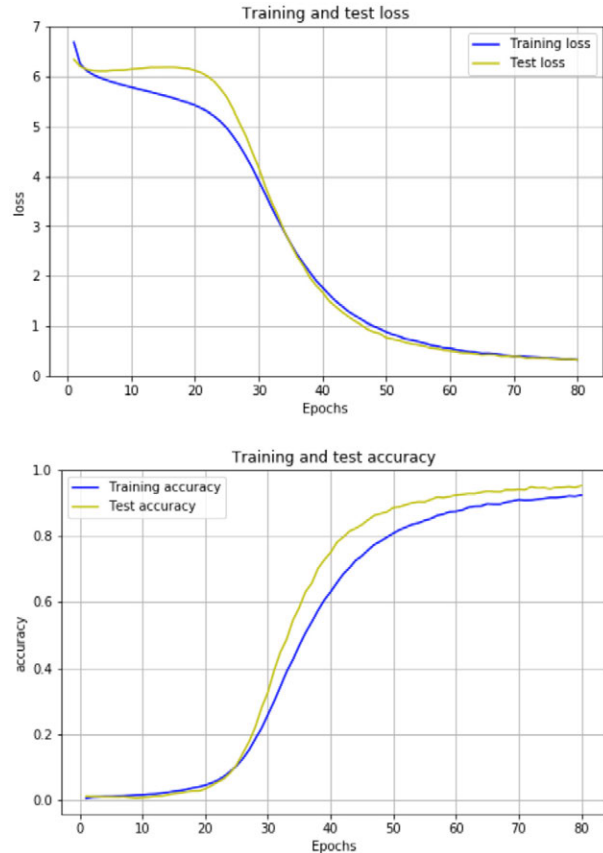 Training and test loss
7
6
5
4
3
2
1
0
loss
Training loss
Test loss
0 10 20 30 40 50 60 70 80
Epochs
Training and test accuracy
1.0
0.8
0.6
0.4
0.2
0.0
accuracy
Training accuracy
Test accuracy
0 10 20 30 40 50 60 70 80
Epochs